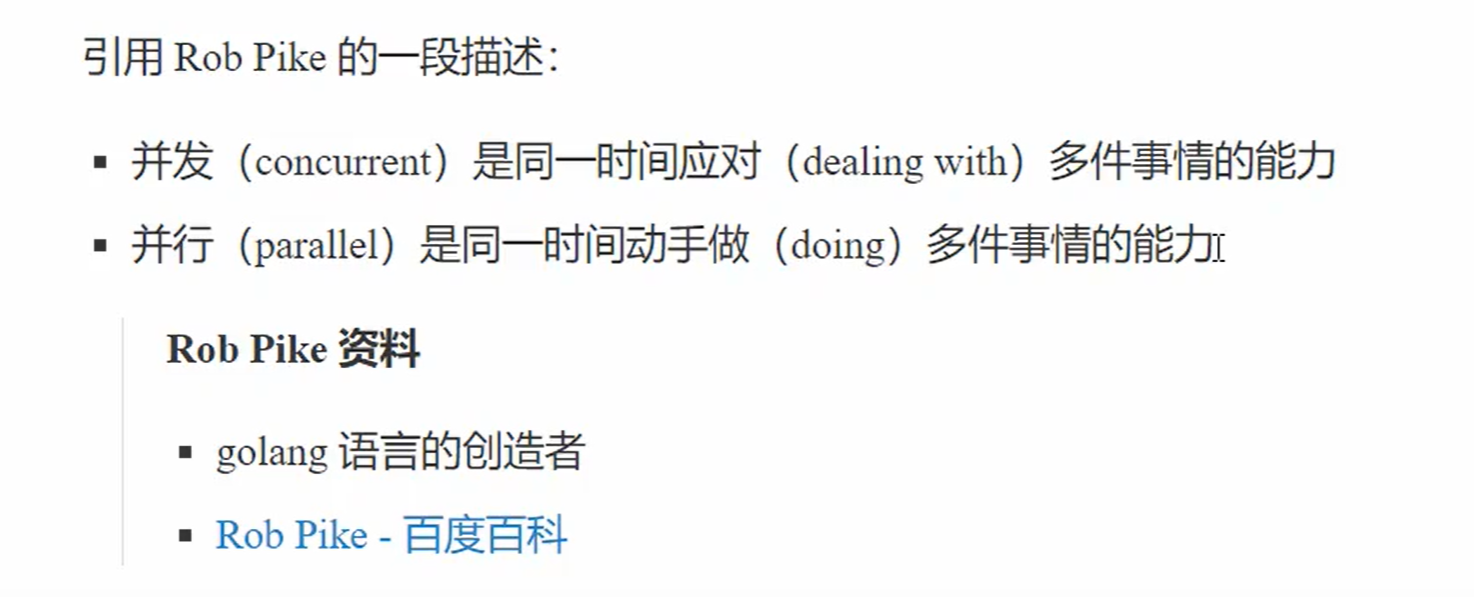 引用 Rob Pike 的一段描述：
▪ 并发（concurrent）是同一时间应对（dealing with）多件事情的能力
▪ 并行（parallel）是同一时间动手做（doing）多件事情的能力
Rob Pike 资料
▪ golang 语言的创造者
▪ Rob Pike - 百度百科